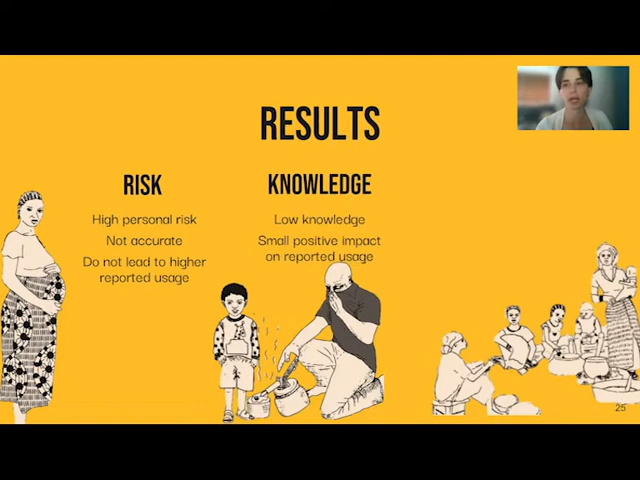 RESULTS
RISK
High personal risk
Not accurate
Do not lead to higher
reported usage
KNOWLEDGE
Low knowledge
Small positive impact
on reported usage
25